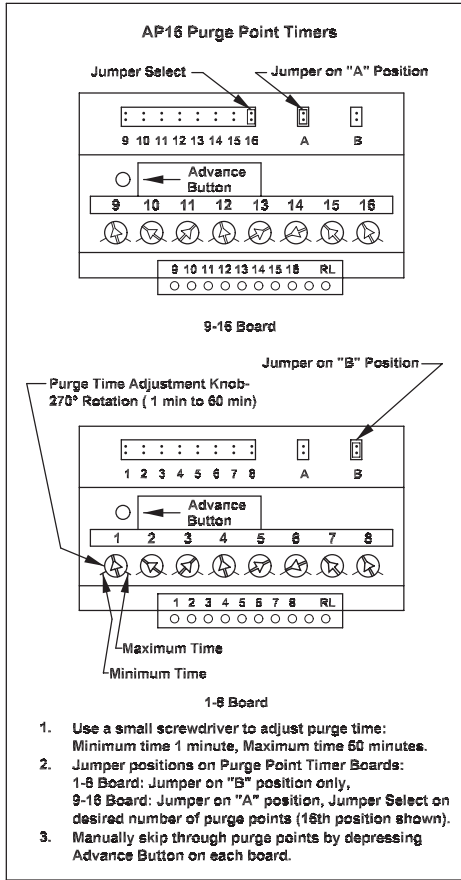 AP16 Purge Point Timers
Jumper Select
Jumper on "A" Position
9 10 11 12 13 14 15 16
A
B
Advance
Button
9 10 11 12 13 14 15 16
9 10 11 12 13 14 15 16 RL
9-16 Board
Jumper on "B" Position
Purge Time Adjustment Knob-
270° Rotation ( 1 min to 60 min)
1 2 3 4 5 6 7 8
A
B
Advance
Button
1 2 3 4 5 6 7 8
1 2 3 4 5 6 7 8 RL
Maximum Time
Minimum Time
1-8 Board
1. Use a small screwdriver to adjust purge time:
Minimum time 1 minute, Maximum time 60 minutes.
2. Jumper positions on Purge Point Timer Boards:
1-8 Board: Jumper on "B" position only,
9-16 Board: Jumper on "A" position, Jumper Select on
desired number of purge points (16th position shown).
3. Manually skip through purge points by depressing
Advance Button on each board.